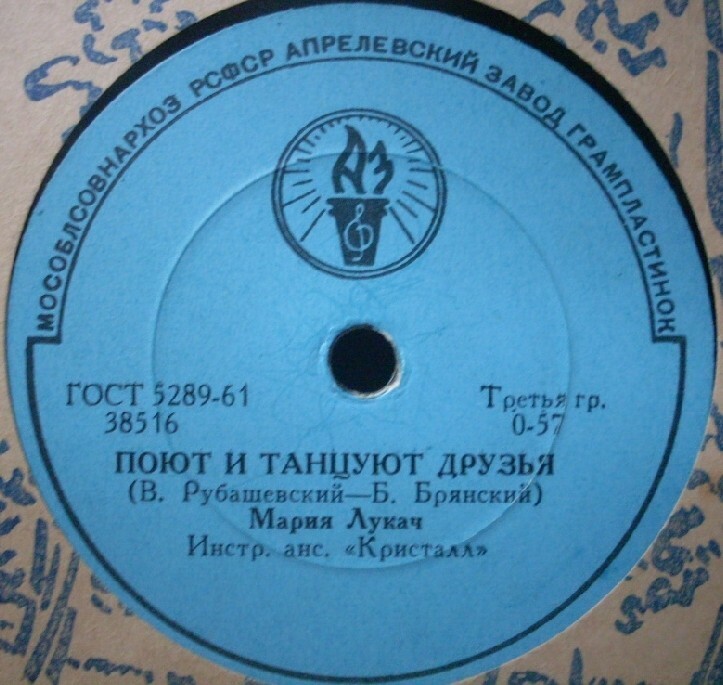 МОСОБЛСОВНАРХОЗ РСФСР АПРЕЛЕВСКИЙ ЗАВОД ГРАМПЛАСТИНОК
АЗ
ГОСТ 5289-61
38516
Третья гр.
0-57
ПОЮТ И ТАНЦУЮТ ДРУЗЬЯ
(В. Рубашевский—Б. Брянский)
Мария Лукач
Инстр. анс. «Кристалл»